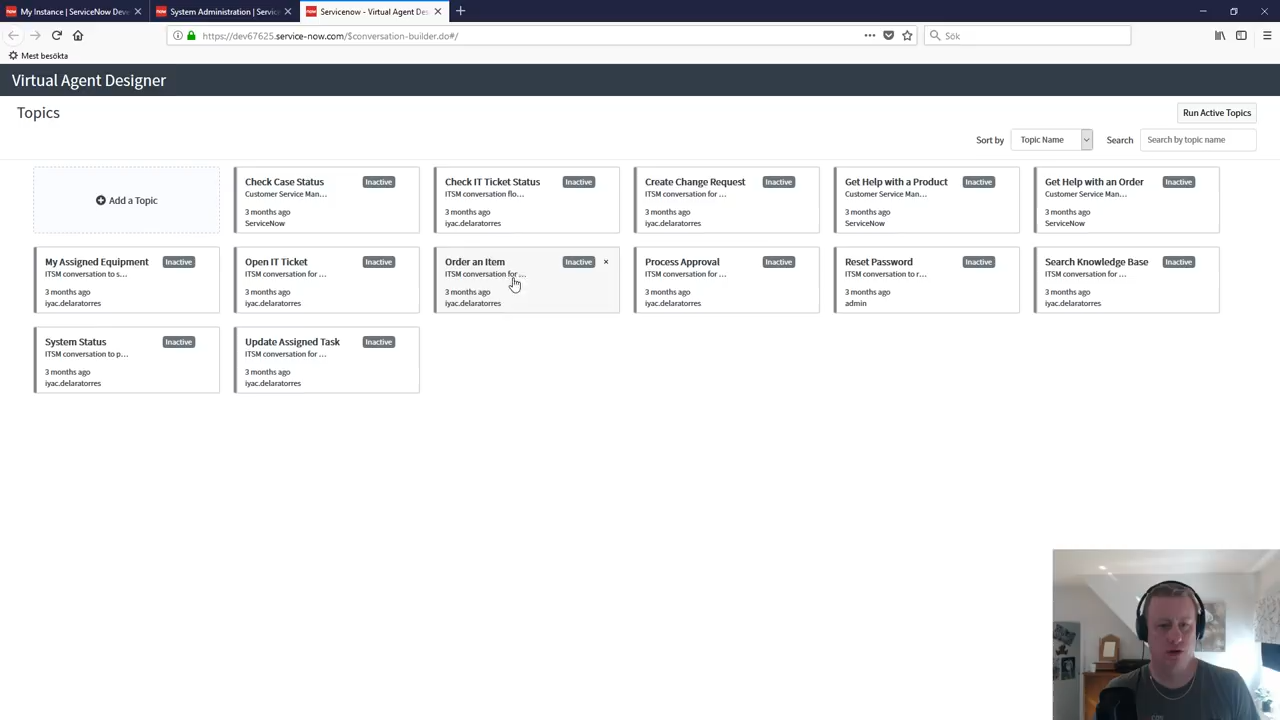 My Instance | ServiceNow Dev
System Administration | Service
Servicenow - Virtual Agent Des
https://dev67625.service-now.com/$conversation-builder.do#/
Sök
Mest besökta
Virtual Agent Designer
Topics
Run Active Topics
Sort by
Topic Name
Search
Search by topic name
Add a Topic
Check Case Status
Inactive
Customer Service Man...
3 months ago
ServiceNow
Check IT Ticket Status
Inactive
ITSM conversation flo...
3 months ago
iyac.delaratorres
Create Change Request
Inactive
ITSM conversation for ...
3 months ago
iyac.delaratorres
Get Help with a Product
Inactive
Customer Service Man...
3 months ago
ServiceNow
Get Help with an Order
Inactive
Customer Service Man...
3 months ago
ServiceNow
My Assigned Equipment
Inactive
ITSM conversation to s...
3 months ago
iyac.delaratorres
Open IT Ticket
Inactive
ITSM conversation for ...
3 months ago
iyac.delaratorres
Order an Item
Inactive
ITSM conversation for ...
3 months ago
iyac.delaratorres
Process Approval
Inactive
ITSM conversation for ...
3 months ago
iyac.delaratorres
Reset Password
Inactive
ITSM conversation to r...
3 months ago
admin
Search Knowledge Base
Inactive
ITSM conversation for ...
3 months ago
iyac.delaratorres
System Status
Inactive
ITSM conversation to p...
3 months ago
iyac.delaratorres
Update Assigned Task
Inactive
ITSM conversation for ...
3 months ago
iyac.delaratorres